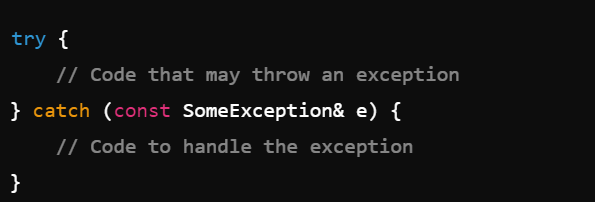 try {
    // Code that may throw an exception
} catch (const SomeException& e) {
    // Code to handle the exception
}